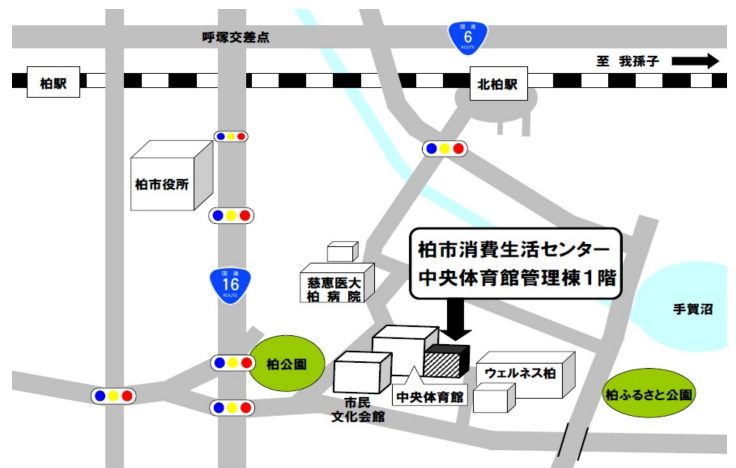 呼塚交差点
国道
6
ROUTE
至 我孫子
柏駅
北柏駅
柏市役所
柏市消費生活センター
中央体育館管理棟1階
国道
16
ROUTE
慈恵医大
柏病院
手賀沼
柏公園
ウェルネス柏
中央体育館
市民
文化会館
柏ふるさと公園